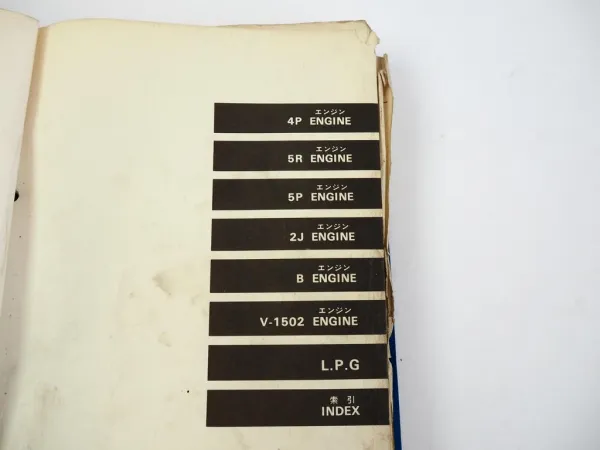 エンジン
4P ENGINE
エンジン
5R ENGINE
エンジン
5P ENGINE
エンジン
2J ENGINE
エンジン
B ENGINE
エンジン
V-1502 ENGINE
L.P.G
索引
INDEX